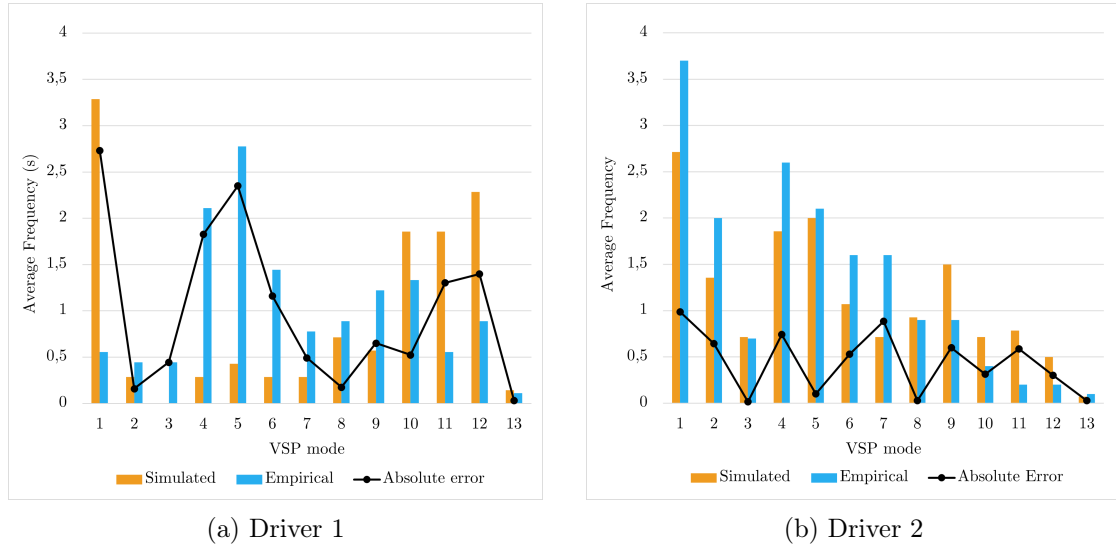 4
3,5
3
2,5
2
1,5
1
0,5
0
Average Frequency (s)
1 2 3 4 5 6 7 8 9 10 11 12 13
VSP mode
Simulated Empirical Absolute error
(a) Driver 1
4
3,5
3
2,5
2
1,5
1
0,5
0
Average Frequency
1 2 3 4 5 6 7 8 9 10 11 12 13
VSP mode
Simulated Empirical Absolute Error
(b) Driver 2